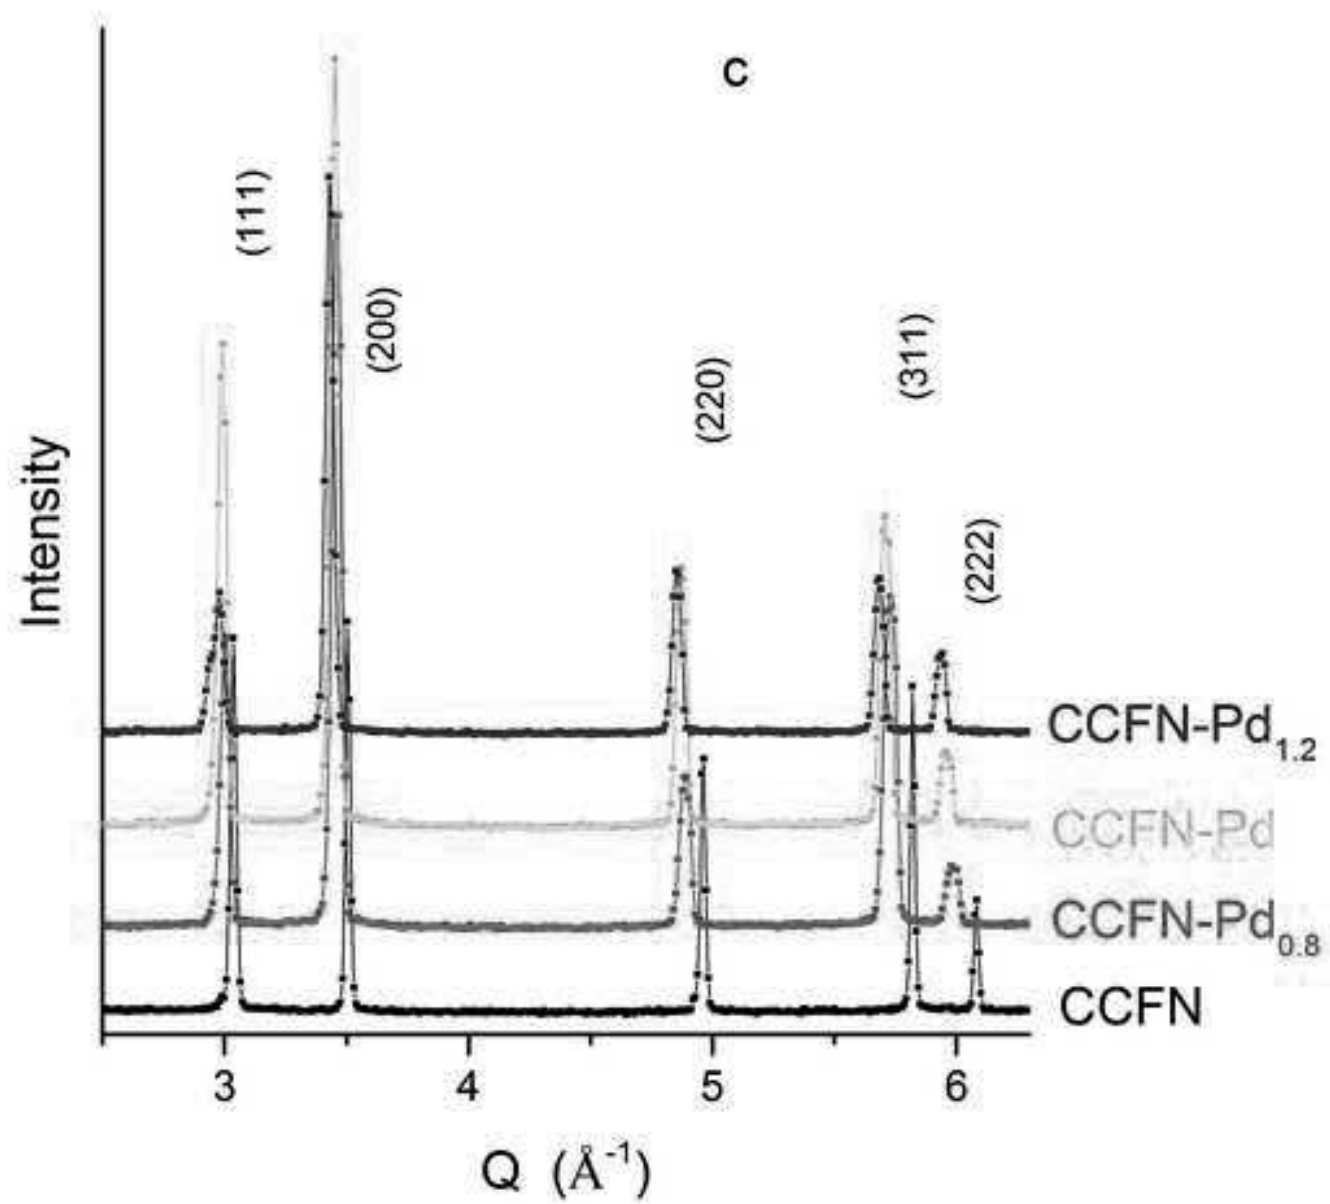 C
(111)
(200)
(220)
(311)
(222)
Intensity
CCFN-Pd1.2
CCFN-Pd
CCFN-Pd0.8
CCFN
3 4 5 6
Q (Å-1)